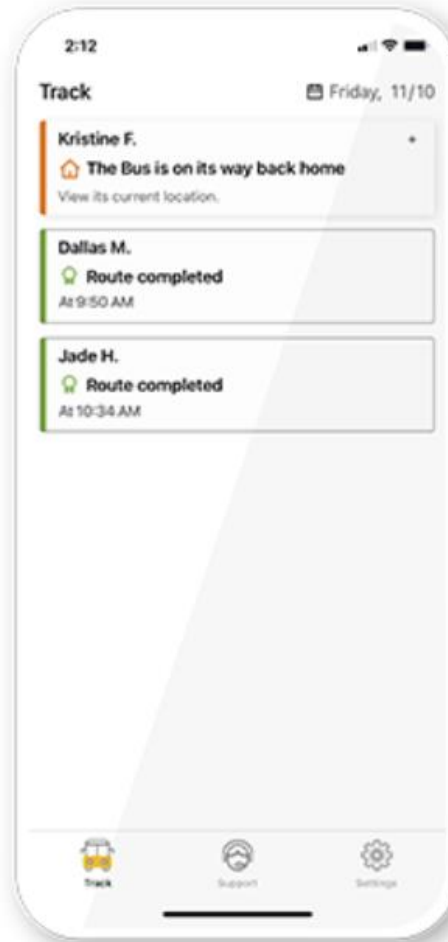 2:12
Track
Friday, 11/10
Kristine F.
The Bus is on its way back home
View its current location.
Dallas M.
Route completed
At 9:50 AM
Jade H.
Route completed
At 10:34 AM
Track
Support
Settings